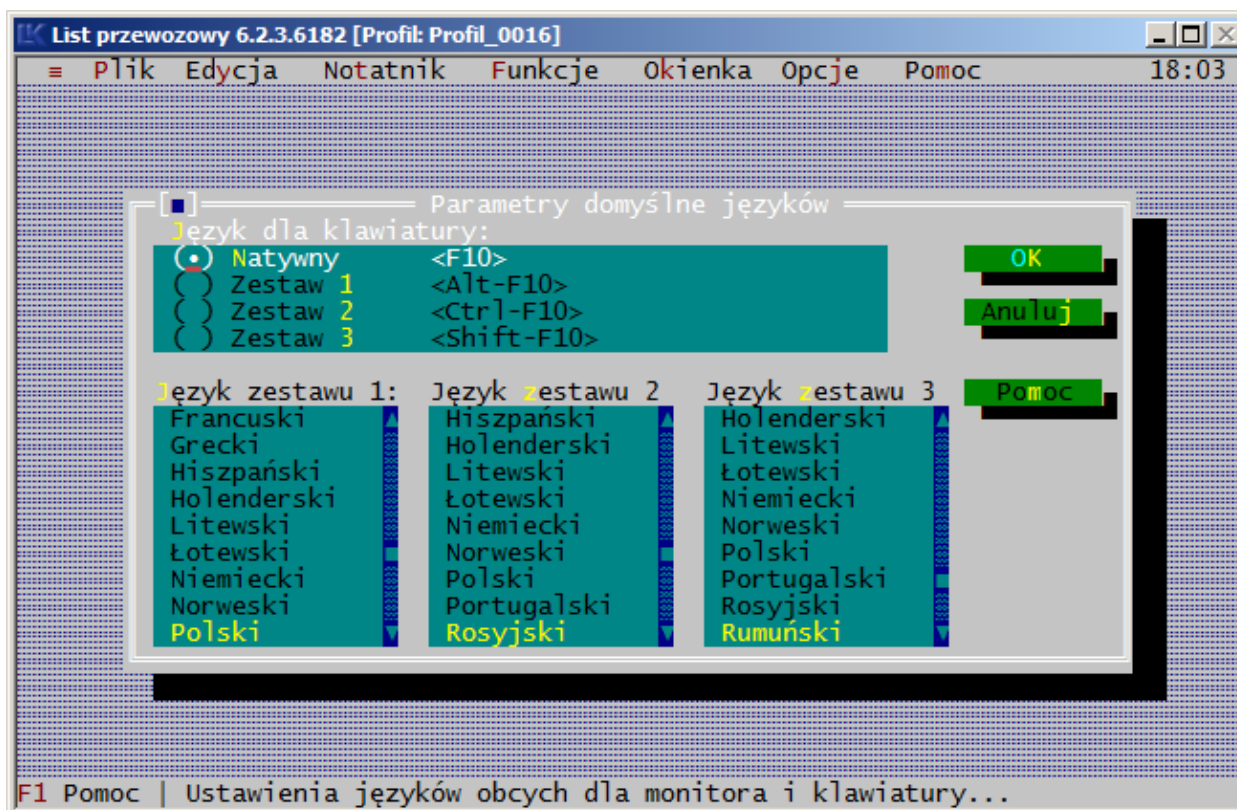 List przewozowy 6.2.3.6182 [Profil: Profil_0016]
≡ Plik Edycja Notatnik Funkcje Okienka Opcje Pomoc 18:03
[■] Parametry domyślne języków
Język dla klawiatury:
(•) Natywny <F10>
( ) Zestaw 1 <Alt-F10>
( ) Zestaw 2 <Ctrl-F10>
( ) Zestaw 3 <Shift-F10>
OK
Anuluj
Pomoc
Język zestawu 1:
Francuski
Grecki
Hiszpański
Holenderski
Litewski
Łotewski
Niemiecki
Norweski
Polski
Język zestawu 2
Hiszpański
Holenderski
Litewski
Łotewski
Niemiecki
Norweski
Polski
Portugalski
Rosyjski
Język zestawu 3
Holenderski
Litewski
Łotewski
Niemiecki
Norweski
Polski
Portugalski
Rosyjski
Rumuński
F1 Pomoc | Ustawienia języków obcych dla monitora i klawiatury...